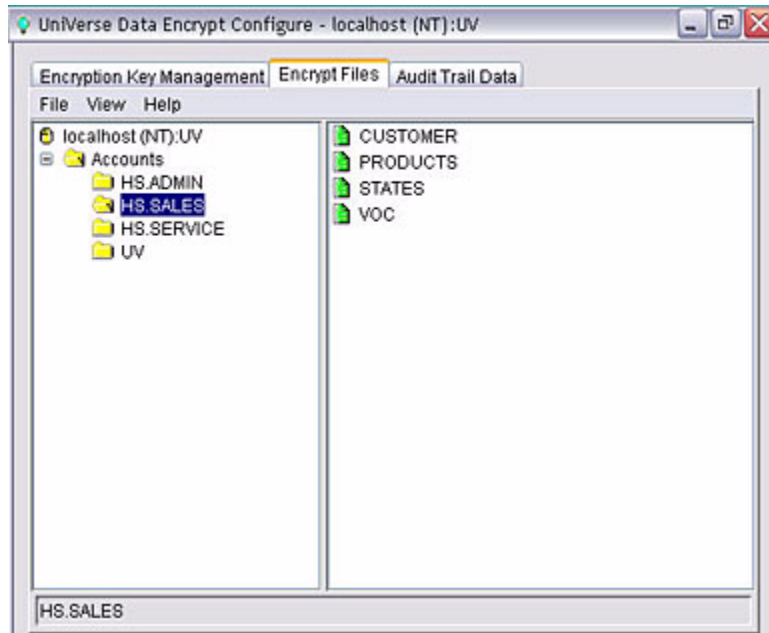 UniVerse Data Encrypt Configure - localhost (NT):UV
Encryption Key Management Encrypt Files Audit Trail Data
File View Help
localhost (NT):UV
Accounts
HS.ADMIN
HS.SALES
HS.SERVICE
UV
CUSTOMER
PRODUCTS
STATES
VOC
HS.SALES